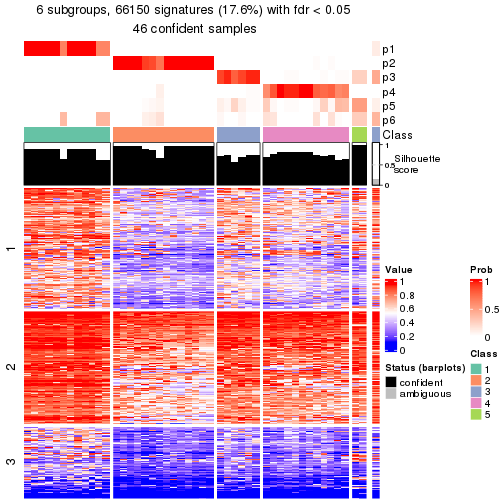 6 subgroups, 66150 signatures (17.6%) with fdr < 0.05
46 confident samples
p1
p2
p3
p4
p5
p6
Class
1
0.5
0
Silhouette
score
1
2
3
Value
1
0.8
0.6
0.4
0.2
0
Status (barplots)
confident
ambiguous
Prob
1
0.5
0
Class
1
2
3
4
5